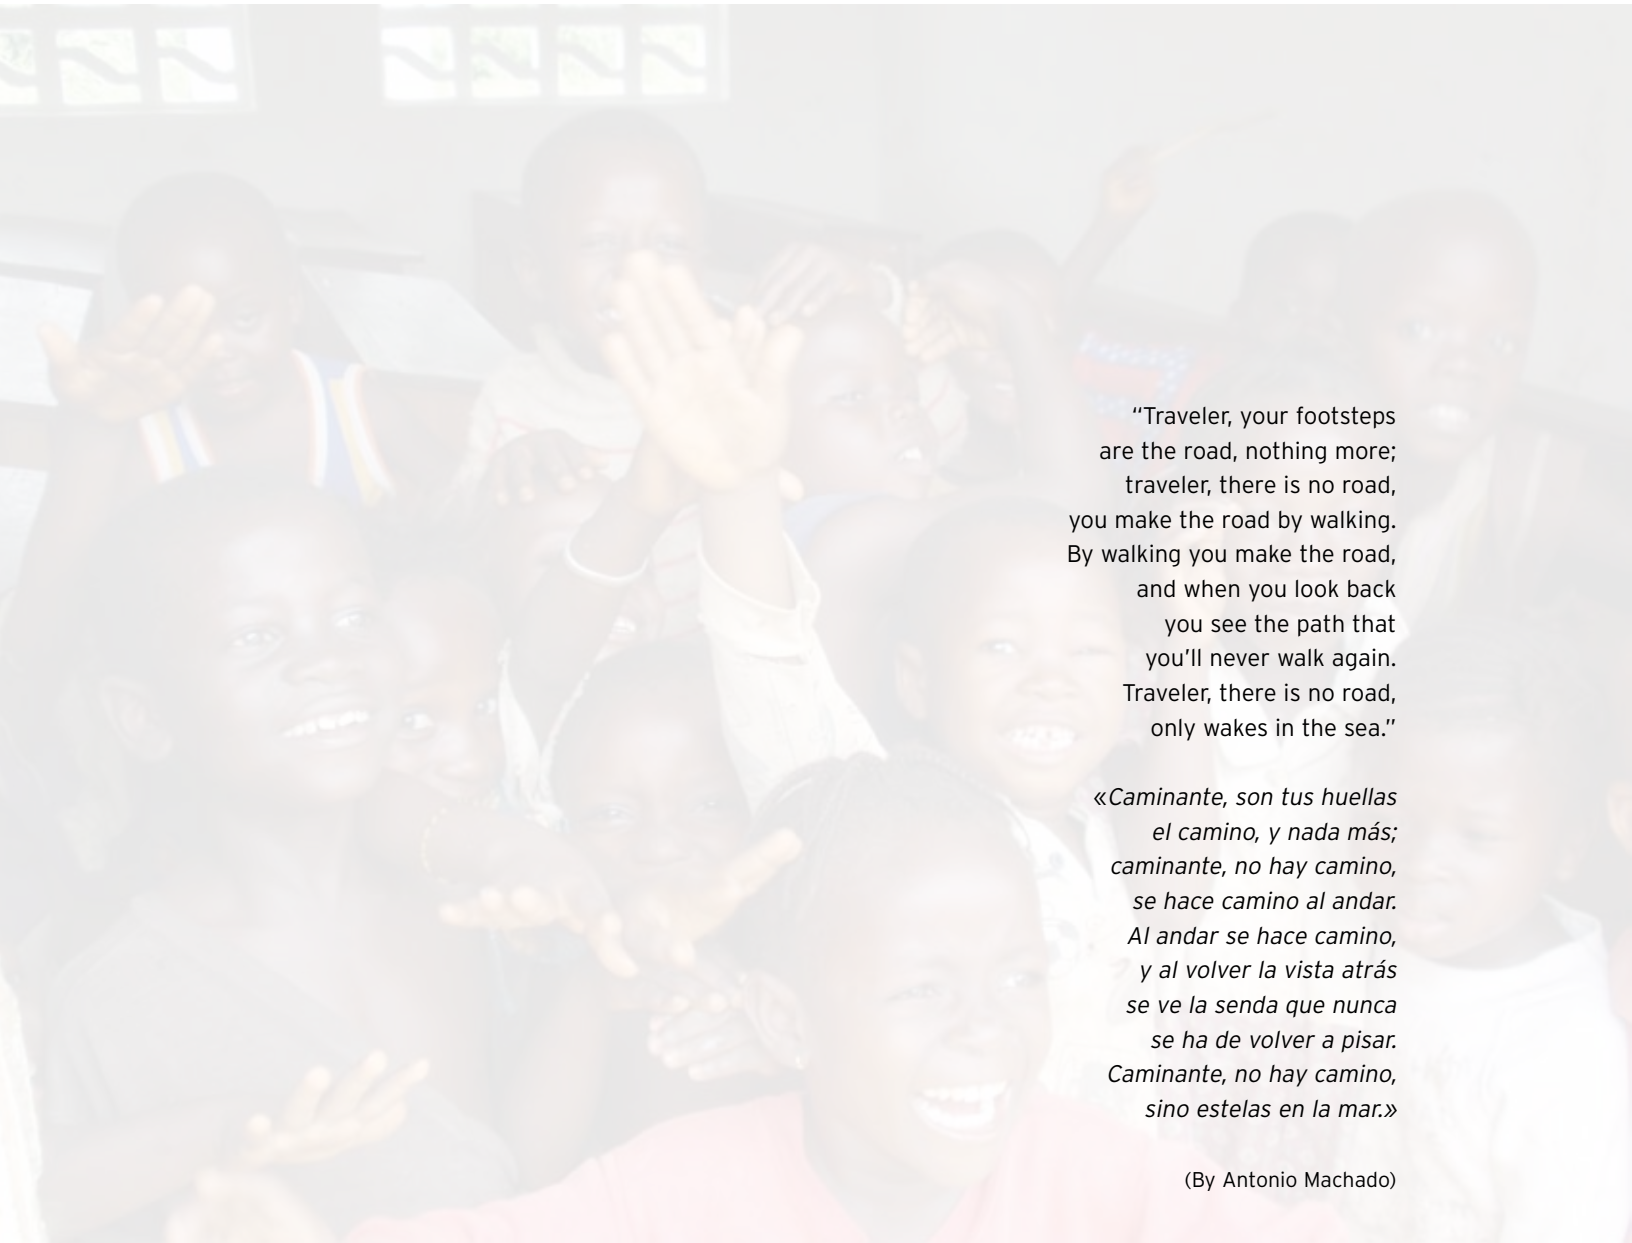 “Traveler, your footsteps
are the road, nothing more;
traveler, there is no road,
you make the road by walking.
By walking you make the road,
and when you look back
you see the path that
you’ll never walk again.
Traveler, there is no road,
only wakes in the sea.”
«Caminante, son tus huellas
el camino, y nada más;
caminante, no hay camino,
se hace camino al andar.
Al andar se hace camino,
y al volver la vista atrás
se ve la senda que nunca
se ha de volver a pisar.
Caminante, no hay camino,
sino estelas en la mar.»
(By Antonio Machado)